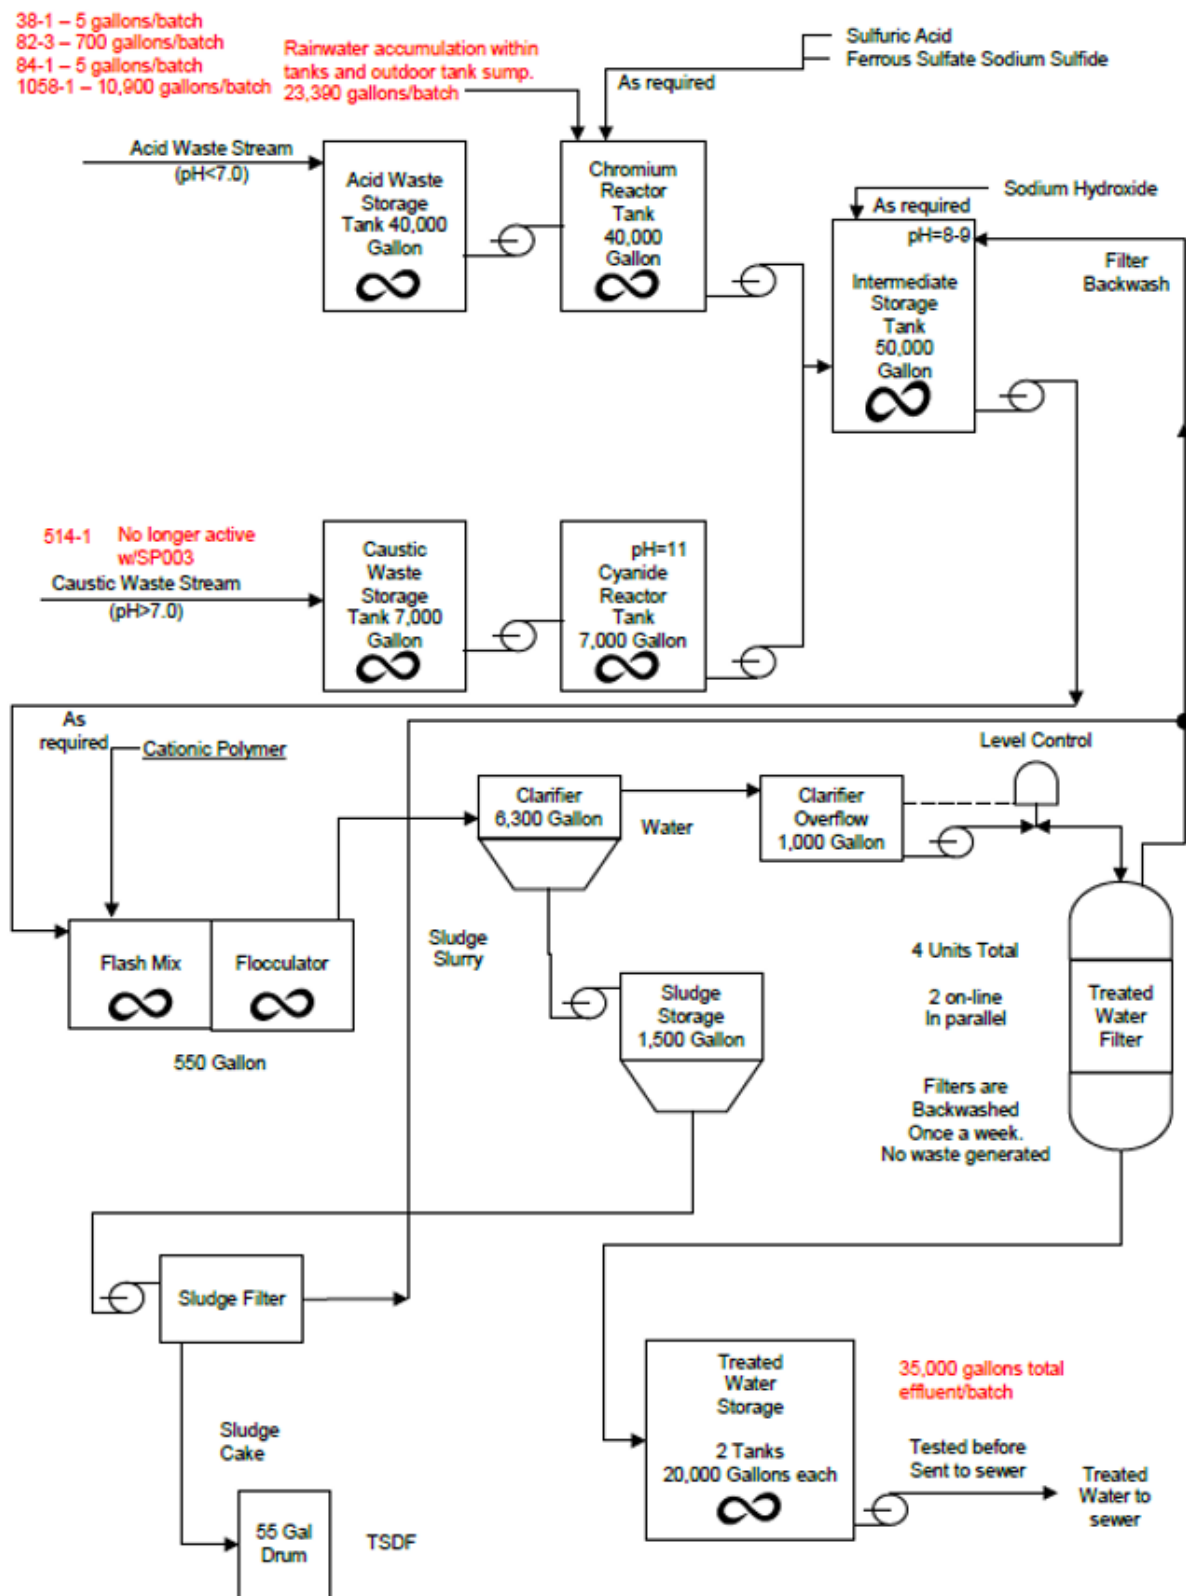 38-1 – 5 gallons/batch
82-3 – 700 gallons/batch
84-1 – 5 gallons/batch
1058-1 – 10,900 gallons/batch
Rainwater accumulation within
tanks and outdoor tank sump.
23,390 gallons/batch
Sulfuric Acid
Ferrous Sulfate Sodium Sulfide
As required
Acid Waste Stream
(pH<7.0)
Acid Waste
Storage
Tank 40,000
Gallon
Chromium
Reactor
Tank
40,000
Gallon
Sodium Hydroxide
As required
pH=8-9
Intermediate
Storage
Tank
50,000
Gallon
Filter
Backwash
514-1
No longer active
w/SP003
Caustic Waste Stream
(pH>7.0)
Caustic
Waste
Storage
Tank 7,000
Gallon
pH=11
Cyanide
Reactor
Tank
7,000 Gallon
As
required
Cationic Polymer
Flash Mix
Flocculator
550 Gallon
Clarifier
6,300 Gallon
Water
Clarifier
Overflow
1,000 Gallon
Level Control
Sludge
Slurry
Sludge
Storage
1,500 Gallon
4 Units Total
2 on-line
In parallel
Filters are
Backwashed
Once a week.
No waste generated
Treated
Water
Filter
Sludge Filter
Sludge
Cake
55 Gal
Drum
TSDF
Treated
Water
Storage
2 Tanks
20,000 Gallons each
35,000 gallons total
effluent/batch
Tested before
Sent to sewer
Treated
Water to
sewer